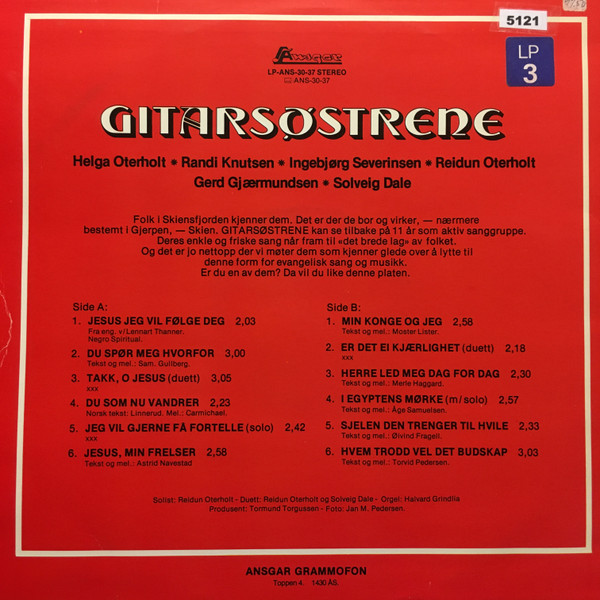 5121
LP
3
Ansgar
LP-ANS-30-37 STEREO
ANS-30-37
GITARSØSTRENE
Helga Oterholt * Randi Knutsen * Ingebjørg Severinsen * Reidun Oterholt
Gerd Gjærmundsen * Solveig Dale
Folk i Skiensfjorden kjenner dem. Det er der de bor og virker, — nærmere
bestemt i Gjerpen, — Skien. GITARSØSTRENE kan se tilbake på 11 år som aktiv sanggruppe.
Deres enkle og friske sang når fram til «det brede lag» av folket.
Og det er jo nettopp der vi møter dem som kjenner glede over å lytte til
denne form for evangelisk sang og musikk.
Er du en av dem? Da vil du like denne platen.
Side A:
1. JESUS JEG VIL FØLGE DEG 2,03
Fra eng. v/Lennart Thanner.
Negro Spiritual.
2. DU SPØR MEG HVORFOR 3,00
Tekst og mel.: Sam. Gullberg.
3. TAKK, O JESUS (duett) 3,05
xxx
4. DU SOM NU VANDRER 2,23
Norsk tekst: Linnerud. Mel.: Carmichael.
5. JEG VIL GJERNE FÅ FORTELLE (solo) 2,42
xxx
6. JESUS, MIN FRELSER 2,58
Tekst og mel.: Astrid Navestad
Side B:
1. MIN KONGE OG JEG 2,58
Tekst og mel.: Moster Lister.
2. ER DET EI KJÆRLIGHET (duett) 2,18
xxx
3. HERRE LED MEG DAG FOR DAG 2,30
Tekst og mel.: Merle Haggard.
4. I EGYPTENS MØRKE (m/solo) 2,57
Tekst og mel.: Åge Samuelsen.
5. SJELEN DEN TRENGER TIL HVILE 2,33
Tekst og mel.: Øivind Fragell.
6. HVEM TRODD VEL DET BUDSKAP 3,03
Tekst og mel.: Torvid Pedersen.
Solist: Reidun Oterholt - Duett: Reidun Oterholt og Solveig Dale - Orgel: Halvard Grindlia
Produsent: Tormund Torgussen - Foto: Jan M. Pedersen.
ANSGAR GRAMMOFON
Toppen 4. 1430 ÅS.